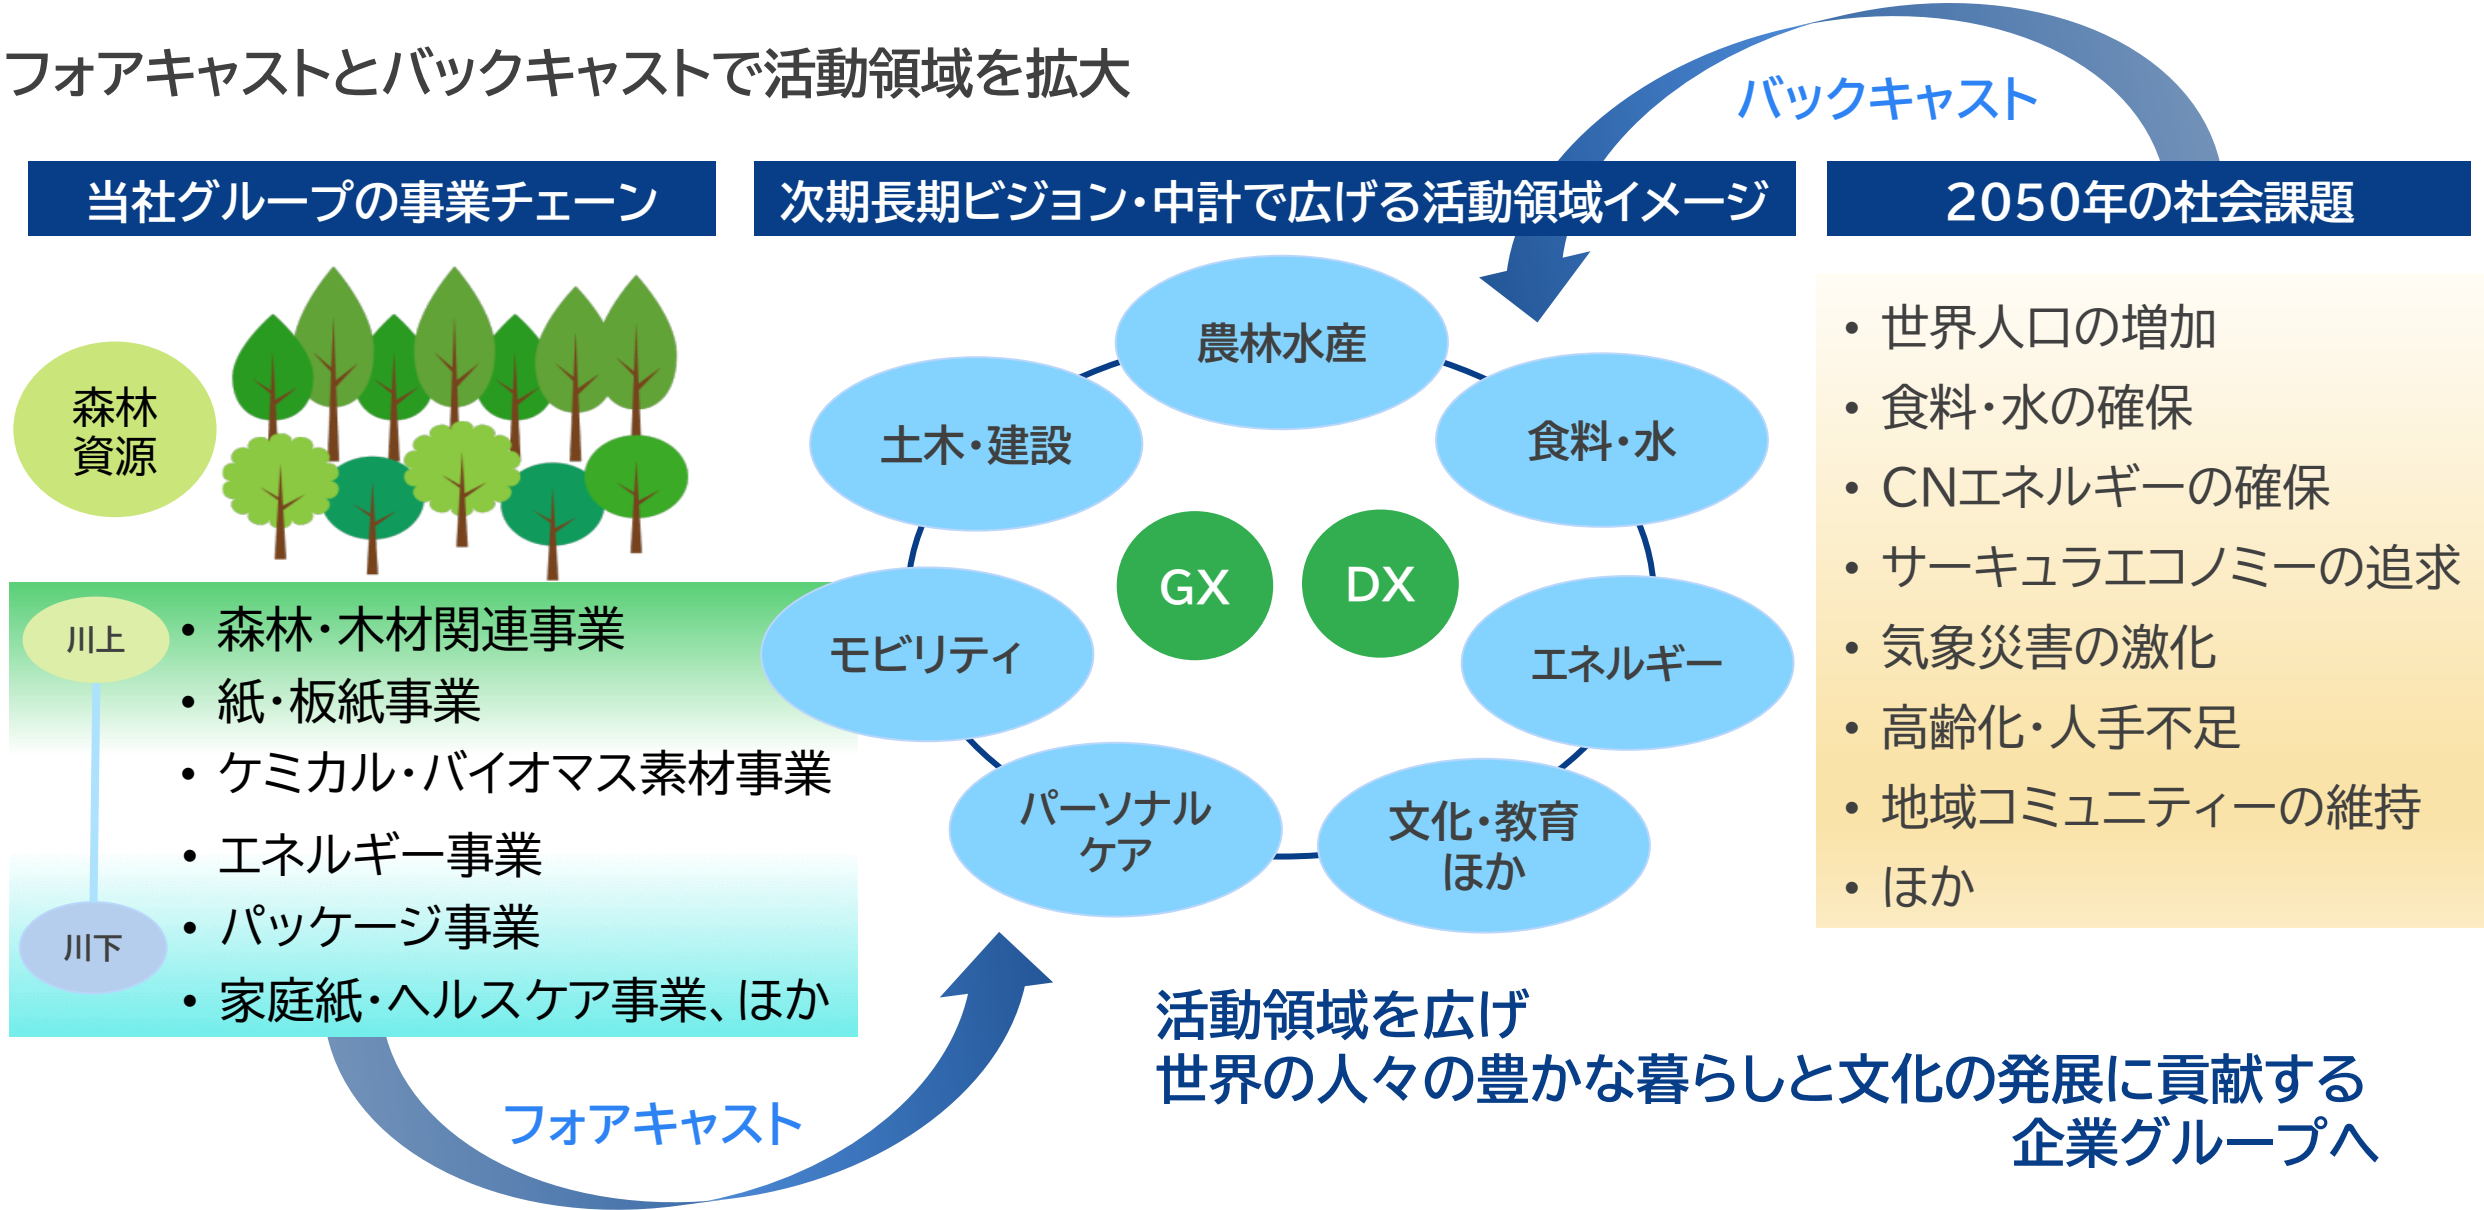 フォアキャストとバックキャストで活動領域を拡大
バックキャスト
当社グループの事業チェーン
次期長期ビジョン・中計で広げる活動領域イメージ
2050年の社会課題
森林
資源
川上
川下
・森林・木材関連事業
・紙・板紙事業
・ケミカル・バイオマス素材事業
・エネルギー事業
・パッケージ事業
・家庭紙・ヘルスケア事業、ほか
フォアキャスト
農林水産
土木・建設
食料・水
GX
DX
モビリティ
エネルギー
パーソナル
ケア
文化・教育
ほか
・世界人口の増加
・食料・水の確保
・CNエネルギーの確保
・サーキュラエコノミーの追求
・気象災害の激化
・高齢化・人手不足
・地域コミュニティーの維持
・ほか
活動領域を広げ
世界の人々の豊かな暮らしと文化の発展に貢献する
企業グループへ